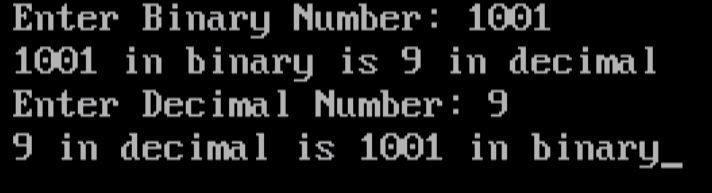 Enter Binary Number: 1001
1001 in binary is 9 in decimal
Enter Decimal Number: 9
9 in decimal is 1001 in binary_